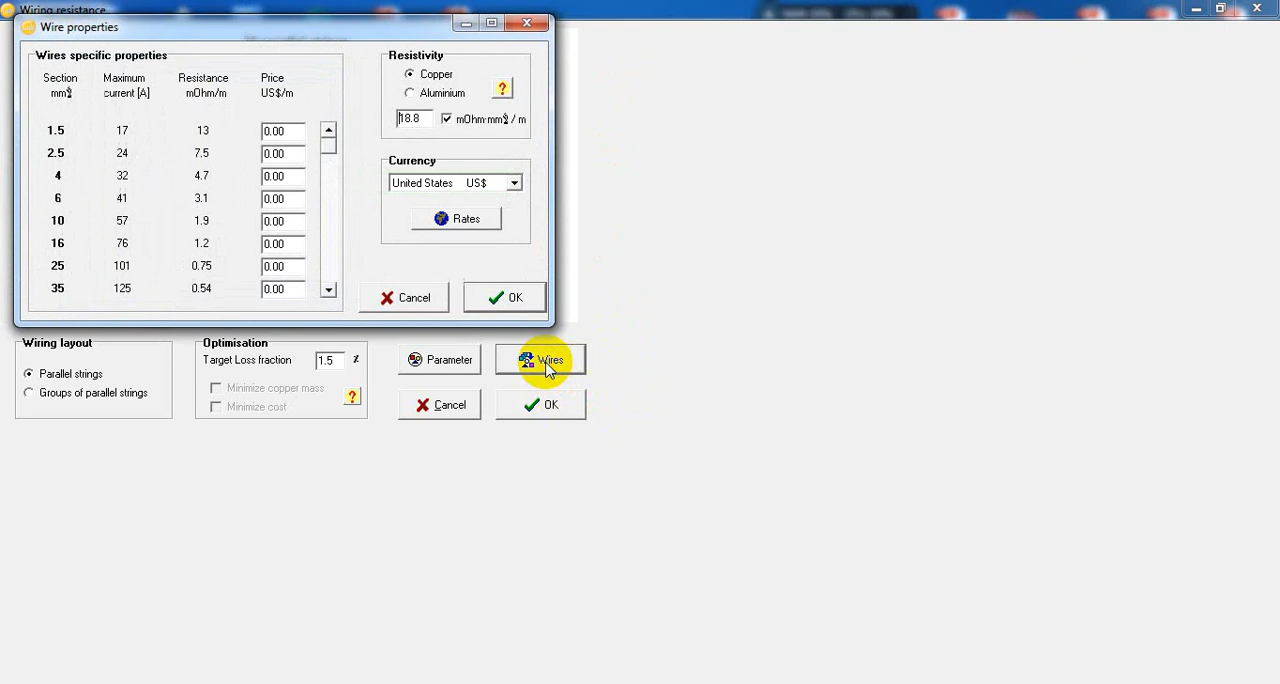 Wiring resistance
Wire properties
Wires specific properties
Section Maximum Resistance Price
mm² current [A] mOhm/m US$/m
1.5 17 13 0.00
2.5 24 7.5 0.00
4 32 4.7 0.00
6 41 3.1 0.00
10 57 1.9 0.00
16 76 1.2 0.00
25 101 0.75 0.00
35 125 0.54 0.00
Resistivity
Copper
Aluminium
?
18.8 mOhm·mm² / m
Currency
United States US$
Rates
Cancel OK
Wiring layout
Parallel strings
Groups of parallel strings
Optimisation
Target Loss fraction 1.5 %
Minimize copper mass
Minimize cost
?
Parameter Wires
Cancel OK